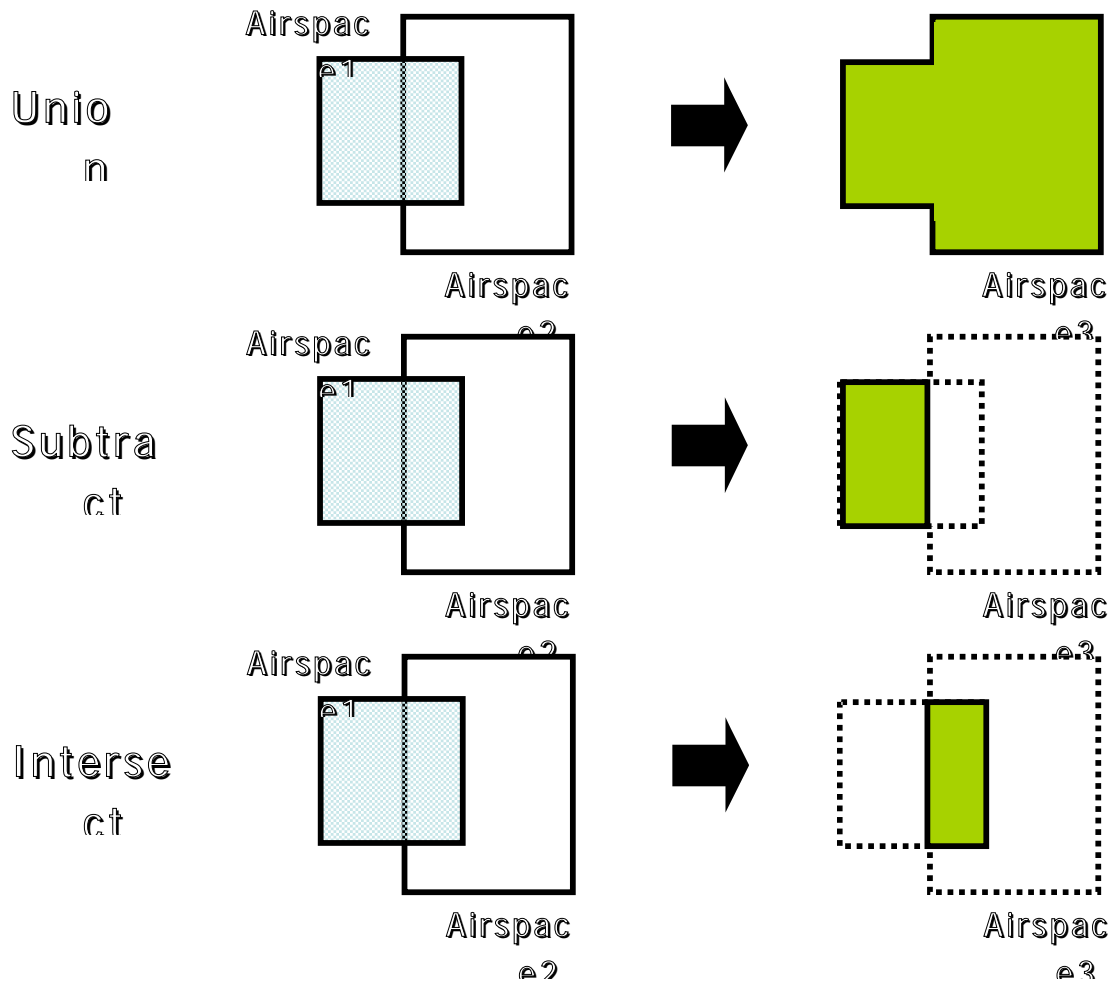 Airspac
e1
Unio
n
Airspac
e2
Airspac
e3
Airspac
e1
Subtra
ct
Airspac
e2
Airspac
e3
Airspac
e1
Interse
ct
Airspac
e2
Airspac
e3